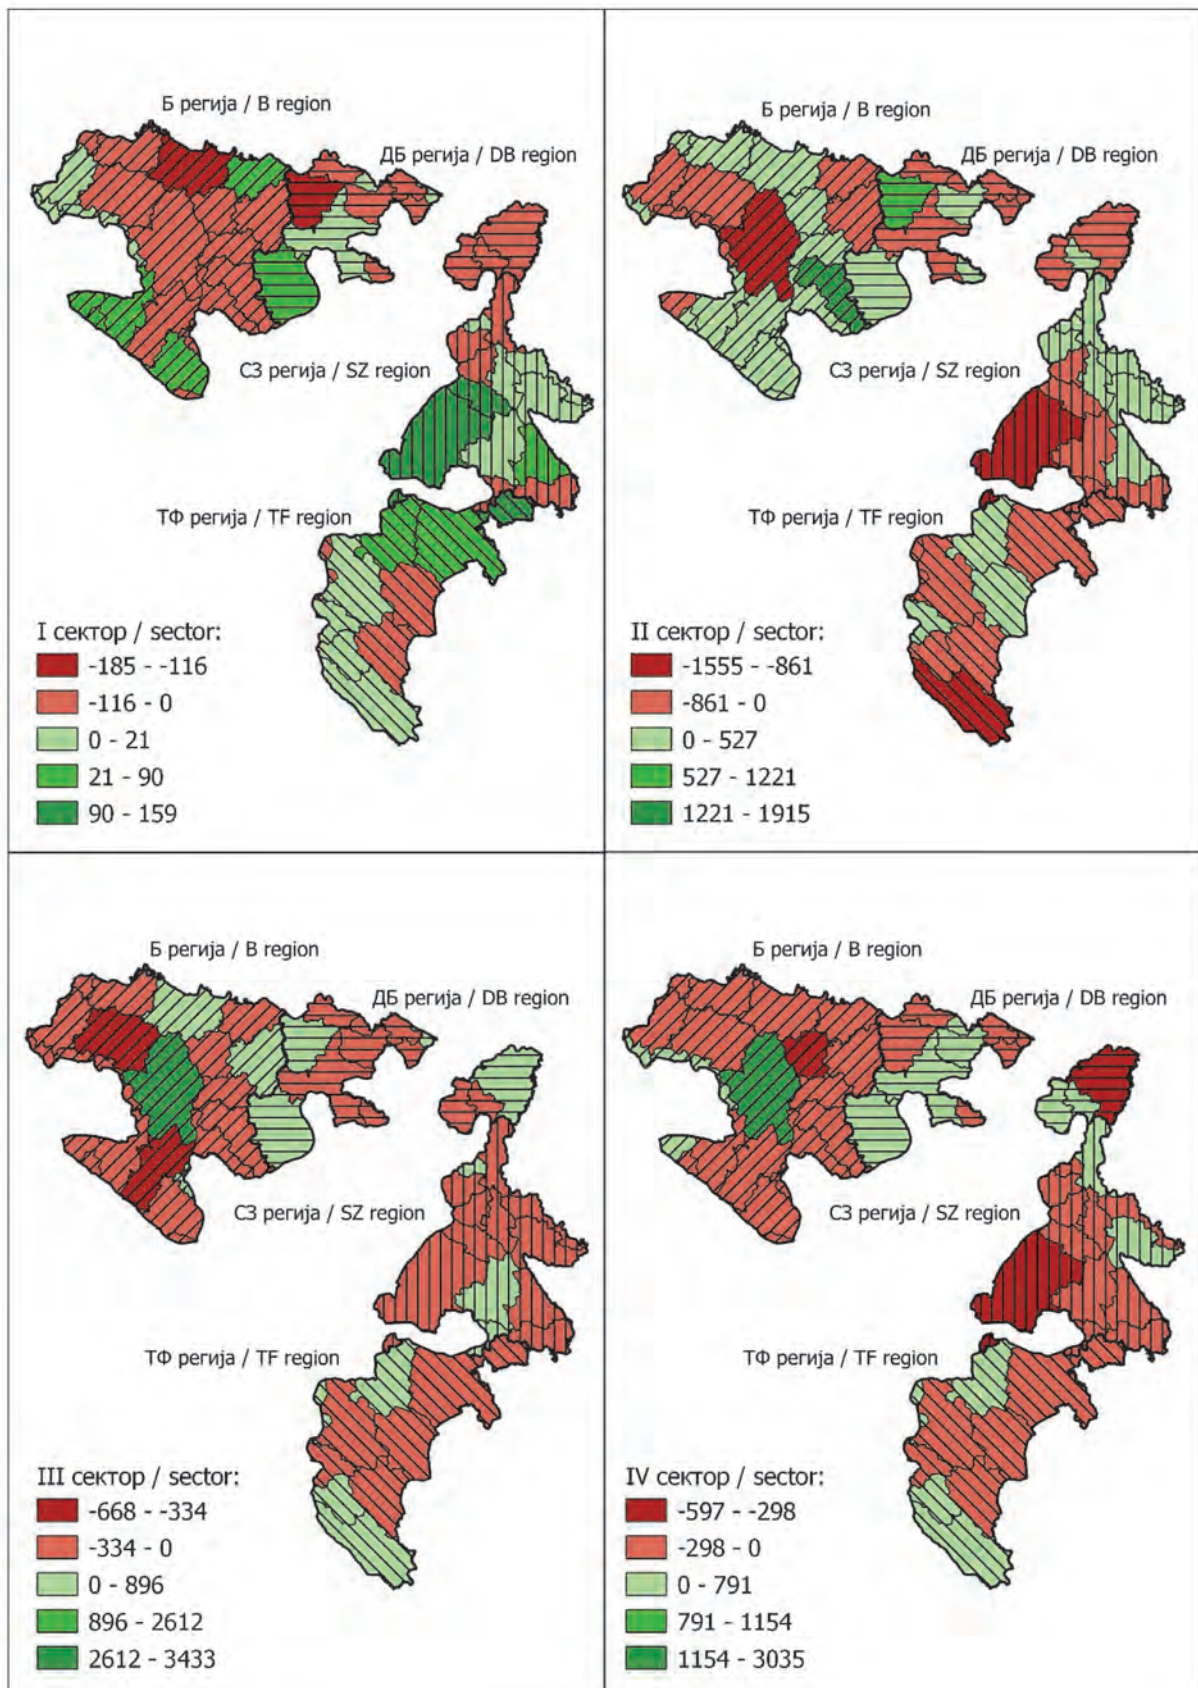 Б регија / B region
ДБ регија / DB region
СЗ регија / SZ region
ТФ регија / TF region
I сектор / sector:
-185 - -116
-116 - 0
0 - 21
21 - 90
90 - 159
Б регија / B region
ДБ регија / DB region
СЗ регија / SZ region
ТФ регија / TF region
II сектор / sector:
-1555 - -861
-861 - 0
0 - 527
527 - 1221
1221 - 1915
Б регија / B region
ДБ регија / DB region
СЗ регија / SZ region
ТФ регија / TF region
III сектор / sector:
-668 - -334
-334 - 0
0 - 896
896 - 2612
2612 - 3433
Б регија / B region
ДБ регија / DB region
СЗ регија / SZ region
ТФ регија / TF region
IV сектор / sector:
-597 - -298
-298 - 0
0 - 791
791 - 1154
1154 - 3035